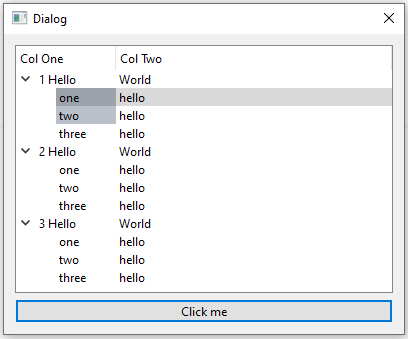 Dialog
Col One Col Two
1 Hello World
one hello
two hello
three hello
2 Hello World
one hello
two hello
three hello
3 Hello World
one hello
two hello
three hello
Click me